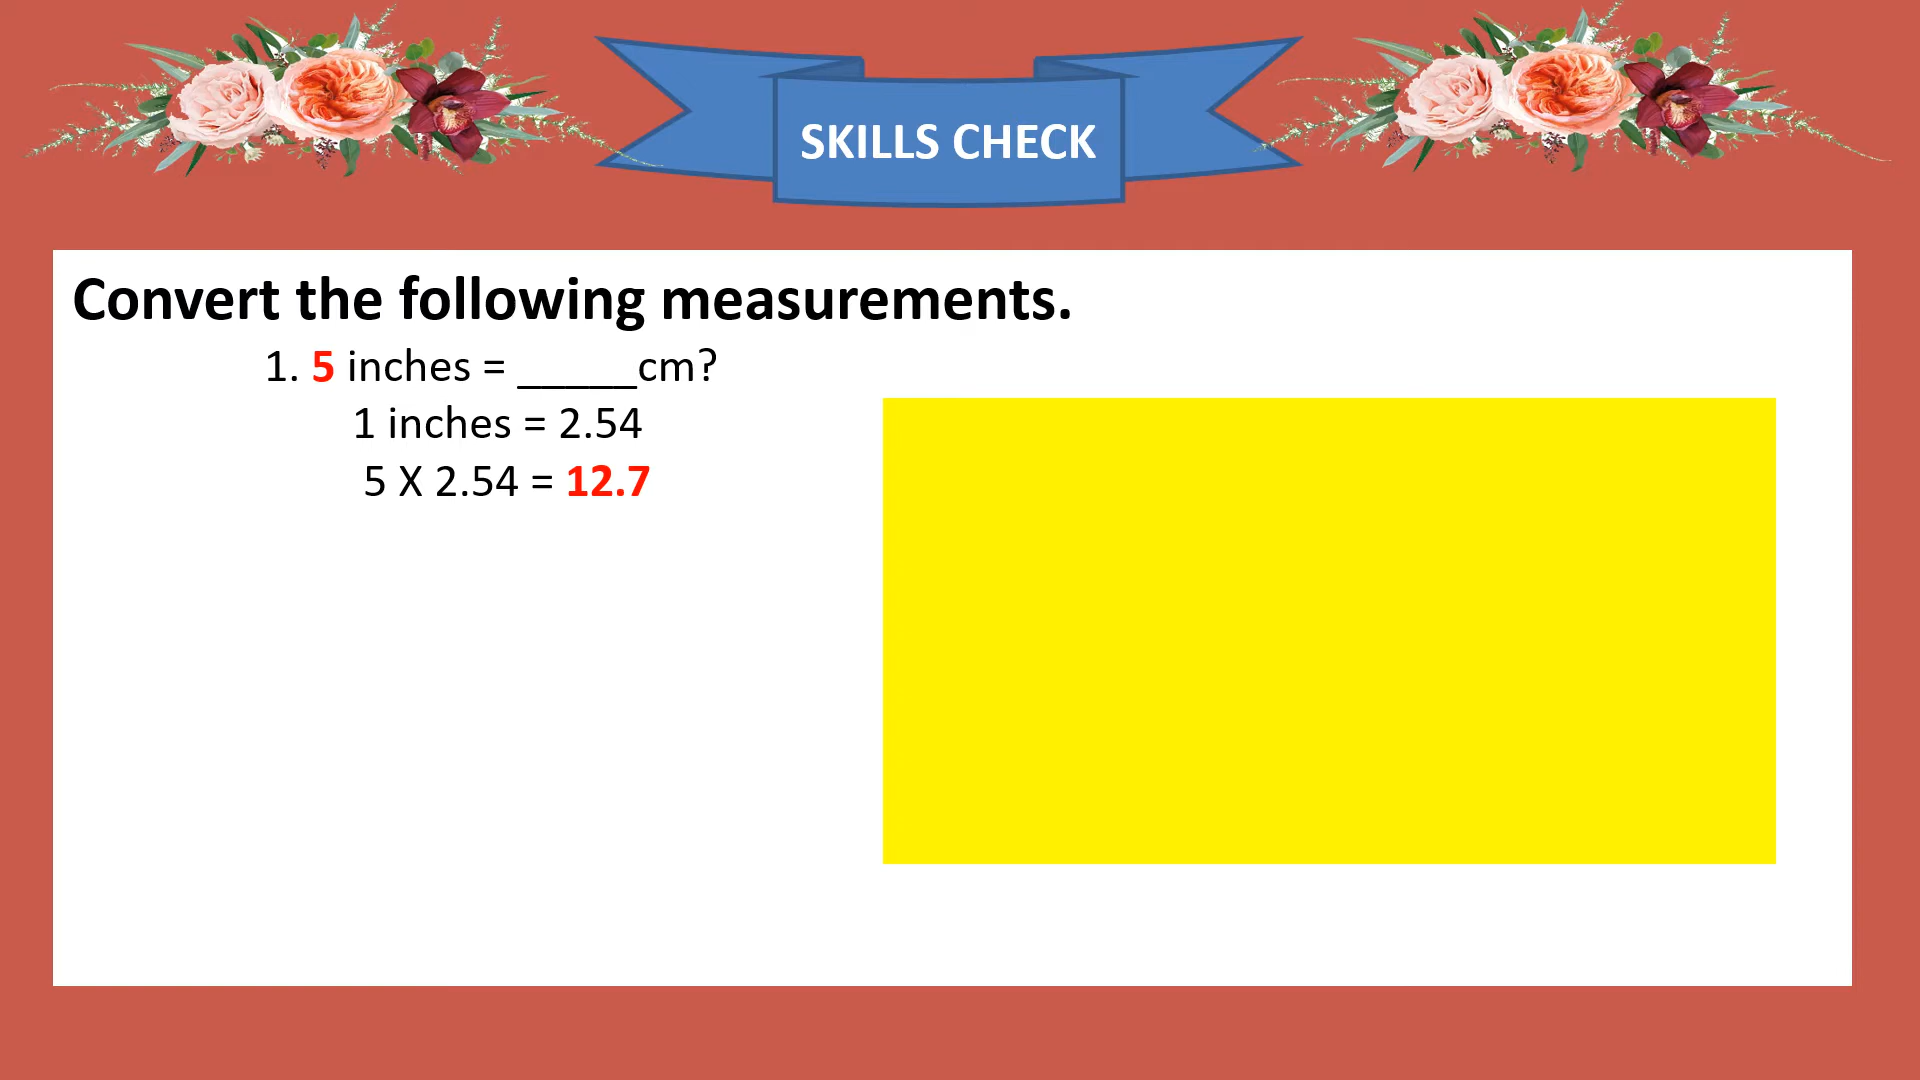 SKILLS CHECK
Convert the following measurements.
1. 5 inches = _____cm?
1 inches = 2.54
5 X 2.54 = 12.7